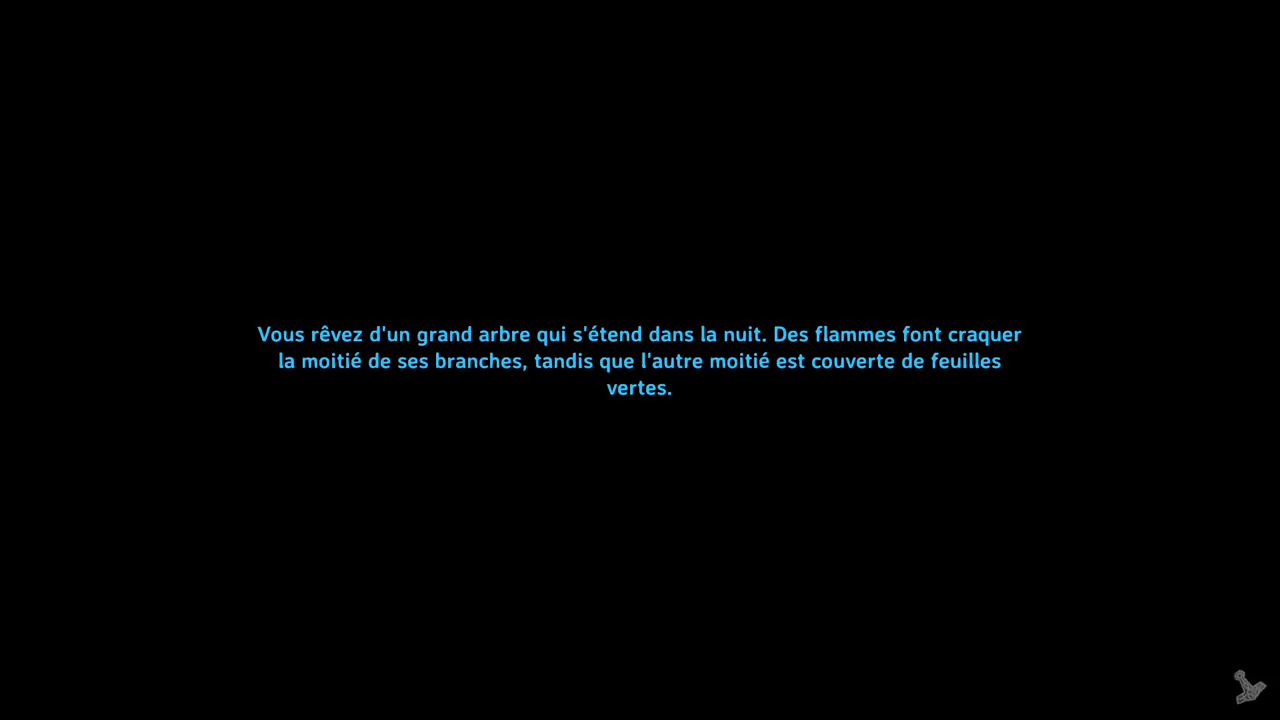 Vous rêvez d'un grand arbre qui s'étend dans la nuit. Des flammes font craquer
la moitié de ses branches, tandis que l'autre moitié est couverte de feuilles
vertes.